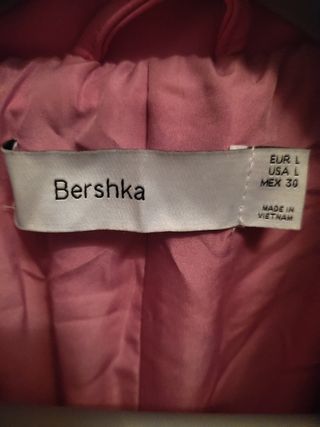 Bershka
EUR L
USA L
MEX 30
MADE IN
VIETNAM